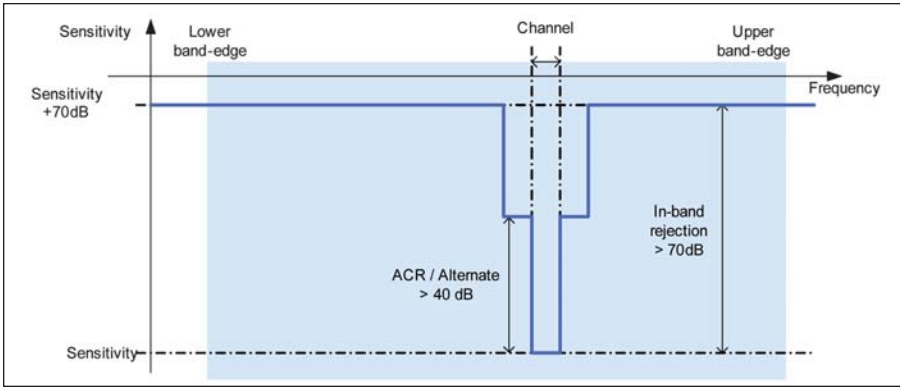 Sensitivity
Lower
band-edge
Channel
Upper
band-edge
Frequency
Sensitivity
+70dB
In-band
rejection
> 70dB
ACR / Alternate
> 40 dB
Sensitivity